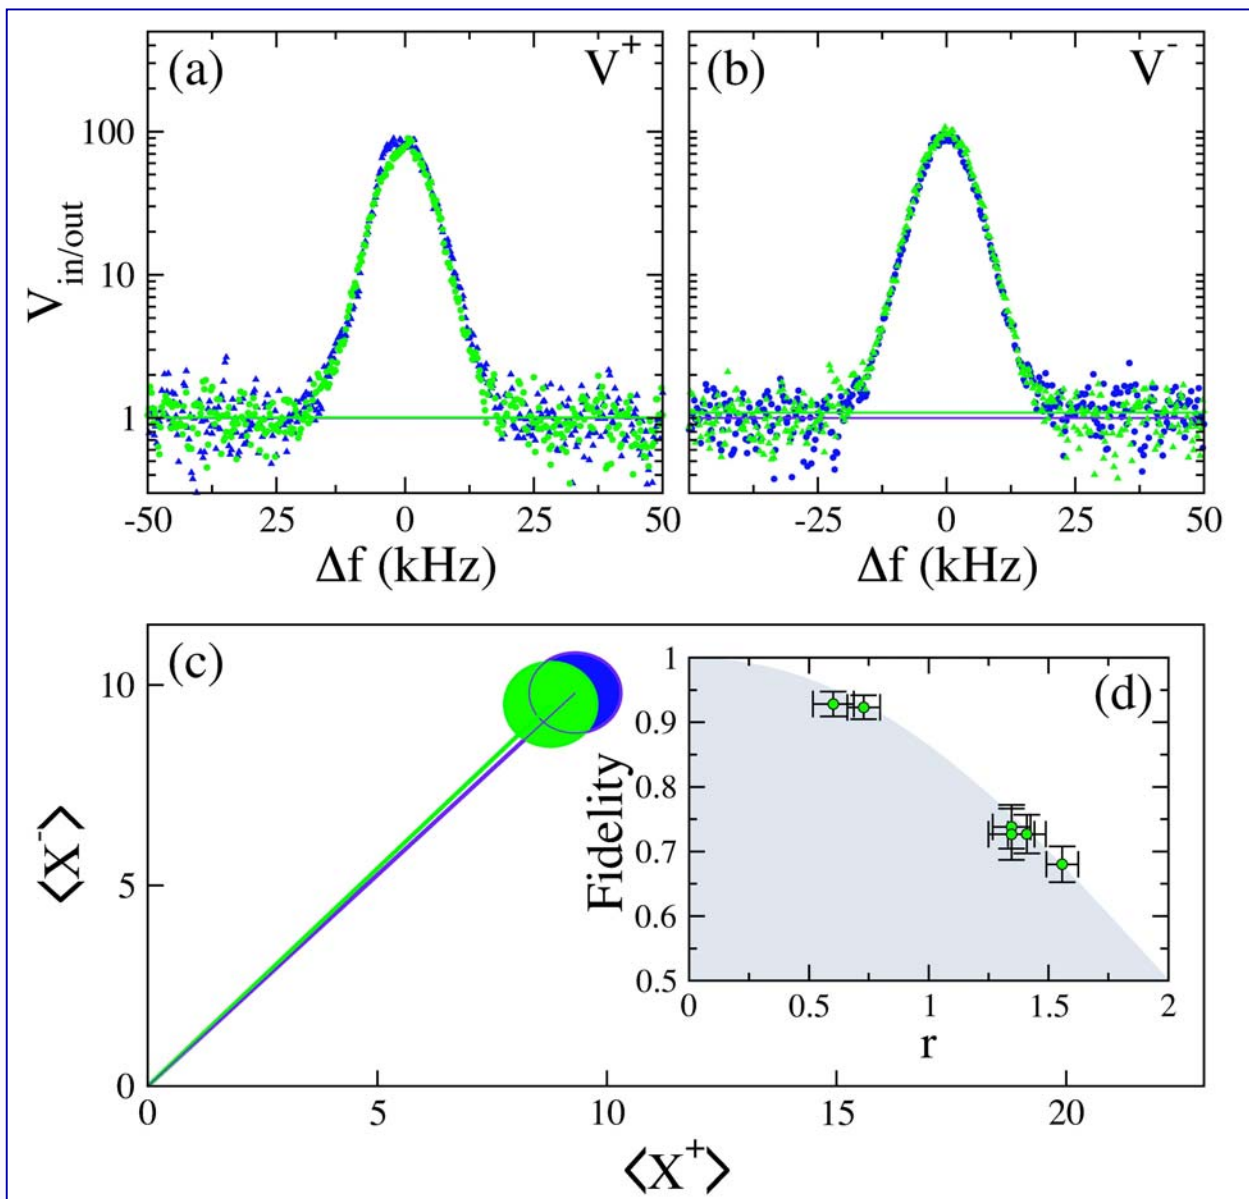 (a) V⁺
(b) V⁻
V in/out
100
10
1
-50 -25 0 25 50
Δf (kHz)
-25 0 25 50
Δf (kHz)
(c)
⟨X⁻⟩
10
5
0
0 5 10 15 20
⟨X⁺⟩
(d)
Fidelity
1
0.9
0.8
0.7
0.6
0.5
0 0.5 1 1.5 2
r